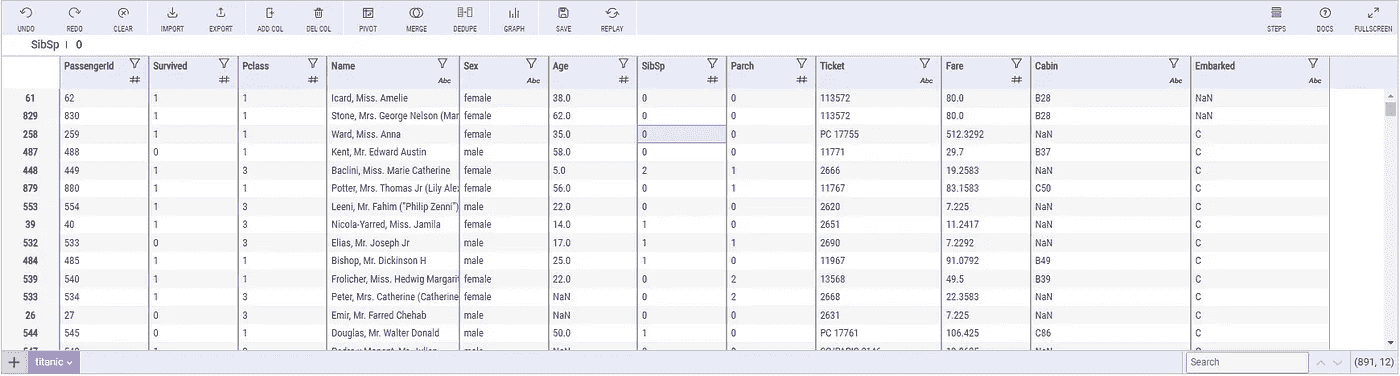 UNDO REDO CLEAR IMPORT EXPORT ADD COL DEL COL PIVOT MERGE DEDUPE GRAPH SAVE REPLAY STEPS DOCS FULLSCREEN
SibSp | 0
PassengerId Survived Pclass Name Sex Age SibSp Parch Ticket Fare Cabin Embarked
# # # Abc Abc # # # Abc # Abc Abc
61 62 1 1 Icard, Miss. Amelie female 38.0 0 0 113572 80.0 B28 NaN
829 830 1 1 Stone, Mrs. George Nelson (Mar female 62.0 0 0 113572 80.0 B28 NaN
258 259 1 1 Ward, Miss. Anna female 35.0 0 0 PC 17755 512.3292 NaN C
487 488 0 1 Kent, Mr. Edward Austin male 58.0 0 0 11771 29.7 B37 C
448 449 1 3 Baclini, Miss. Marie Catherine female 5.0 2 1 2666 19.2583 NaN C
879 880 1 1 Potter, Mrs. Thomas Jr (Lily Alex female 56.0 0 1 11767 83.1583 C50 C
553 554 1 3 Leeni, Mr. Fahim ("Philip Zenni") male 22.0 0 0 2620 7.225 NaN C
39 40 1 3 Nicola-Yarred, Miss. Jamila female 14.0 1 0 2651 11.2417 NaN C
532 533 0 3 Elias, Mr. Joseph Jr male 17.0 1 1 2690 7.2292 NaN C
484 485 1 1 Bishop, Mr. Dickinson H male 25.0 1 0 11967 91.0792 B49 C
539 540 1 1 Frolicher, Miss. Hedwig Margarit female 22.0 0 2 13568 49.5 B39 C
533 534 1 3 Peter, Mrs. Catherine (Catherine female NaN 0 2 2668 22.3583 NaN C
26 27 0 3 Emir, Mr. Farred Chehab male NaN 0 0 2631 7.225 NaN C
544 545 0 1 Douglas, Mr. Walter Donald male 50.0 1 0 PC 17761 106.425 C86 C
+ titanic Search (891, 12)